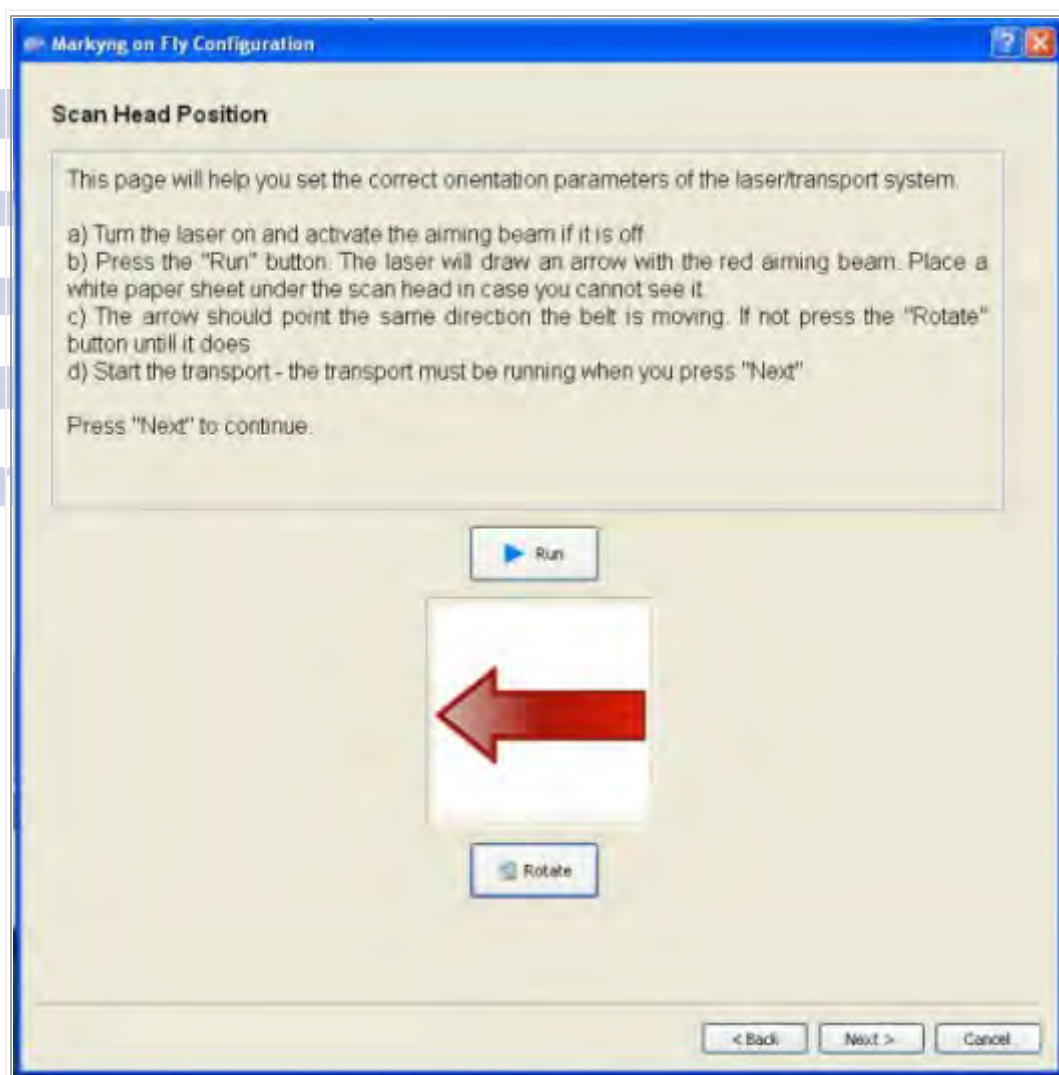 Markyng on Fly Configuration
Scan Head Position
This page will help you set the correct orientation parameters of the laser/transport system.
a) Turn the laser on and activate the aiming beam if it is off
b) Press the "Run" button. The laser will draw an arrow with the red aiming beam. Place a
white paper sheet under the scan head in case you cannot see it.
c) The arrow should point the same direction the belt is moving. If not press the "Rotate"
button untill it does
d) Start the transport - the transport must be running when you press "Next"
Press "Next" to continue.
Run
Rotate
< Back Next > Cancel